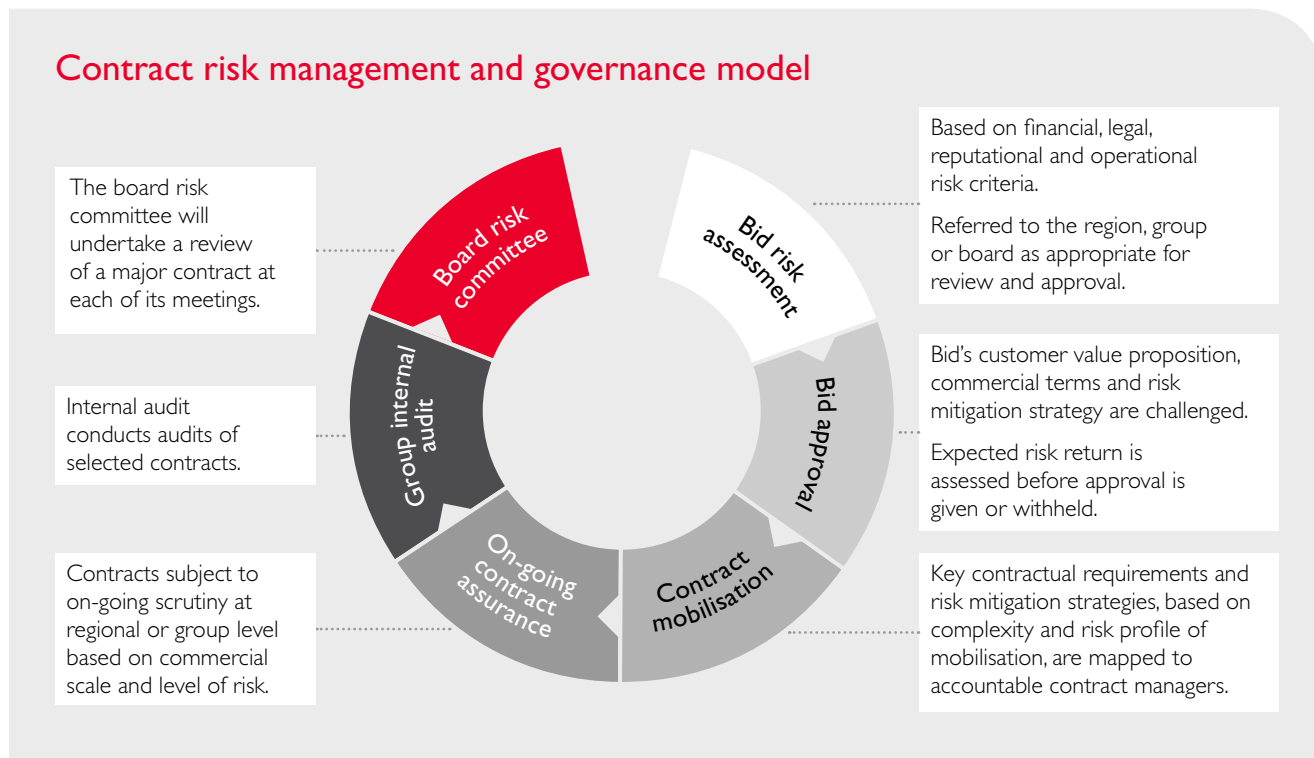 Contract risk management and governance model
The board risk
committee will
undertake a review
of a major contract at
each of its meetings.
Internal audit
conducts audits of
selected contracts.
Contracts subject to
on-going scrutiny at
regional or group level
based on commercial
scale and level of risk.
Board risk
committee
Group internal
audit
On-going
contract
assurance
Contract
mobilisation
Bid approval
Bid risk
assessment
Based on financial, legal,
reputational and operational
risk criteria.
Referred to the region, group
or board as appropriate for
review and approval.
Bid’s customer value proposition,
commercial terms and risk
mitigation strategy are challenged.
Expected risk return is
assessed before approval is
given or withheld.
Key contractual requirements and
risk mitigation strategies, based on
complexity and risk profile of
mobilisation, are mapped to
accountable contract managers.